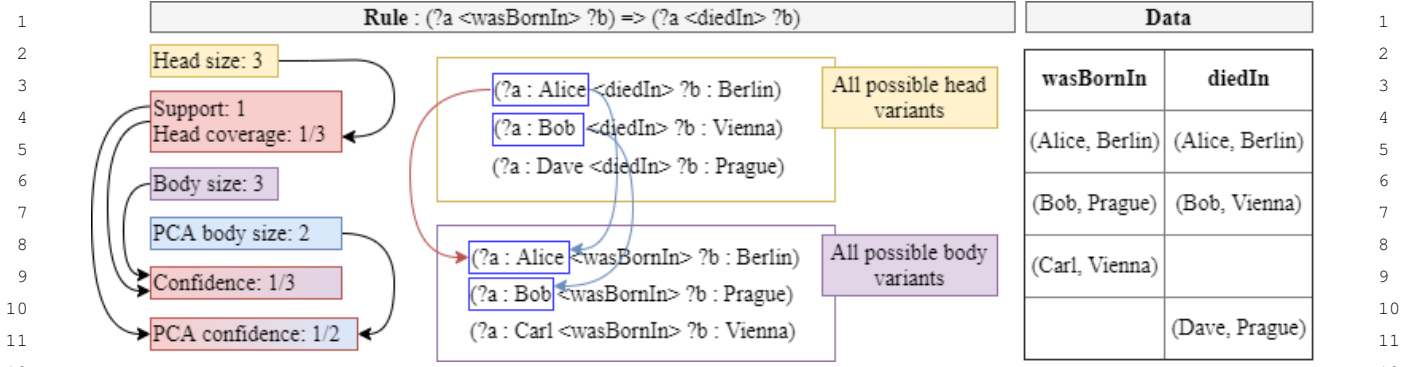 Rule : (?a <wasBornIn> ?b) => (?a <diedIn> ?b)
Data
1
2
3
4
5
6
7
8
9
10
11
Head size: 3
Support: 1
Head coverage: 1/3
Body size: 3
PCA body size: 2
Confidence: 1/3
PCA confidence: 1/2
(?a : Alice <diedIn> ?b : Berlin)
(?a : Bob <diedIn> ?b : Vienna)
(?a : Dave <diedIn> ?b : Prague)
All possible head
variants
(?a : Alice <wasBornIn> ?b : Berlin)
(?a : Bob <wasBornIn> ?b : Prague)
(?a : Carl <wasBornIn> ?b : Vienna)
All possible body
variants
wasBornIn diedIn
(Alice, Berlin) (Alice, Berlin)
(Bob, Prague) (Bob, Vienna)
(Carl, Vienna)
(Dave, Prague)
1
2
3
4
5
6
7
8
9
10
11